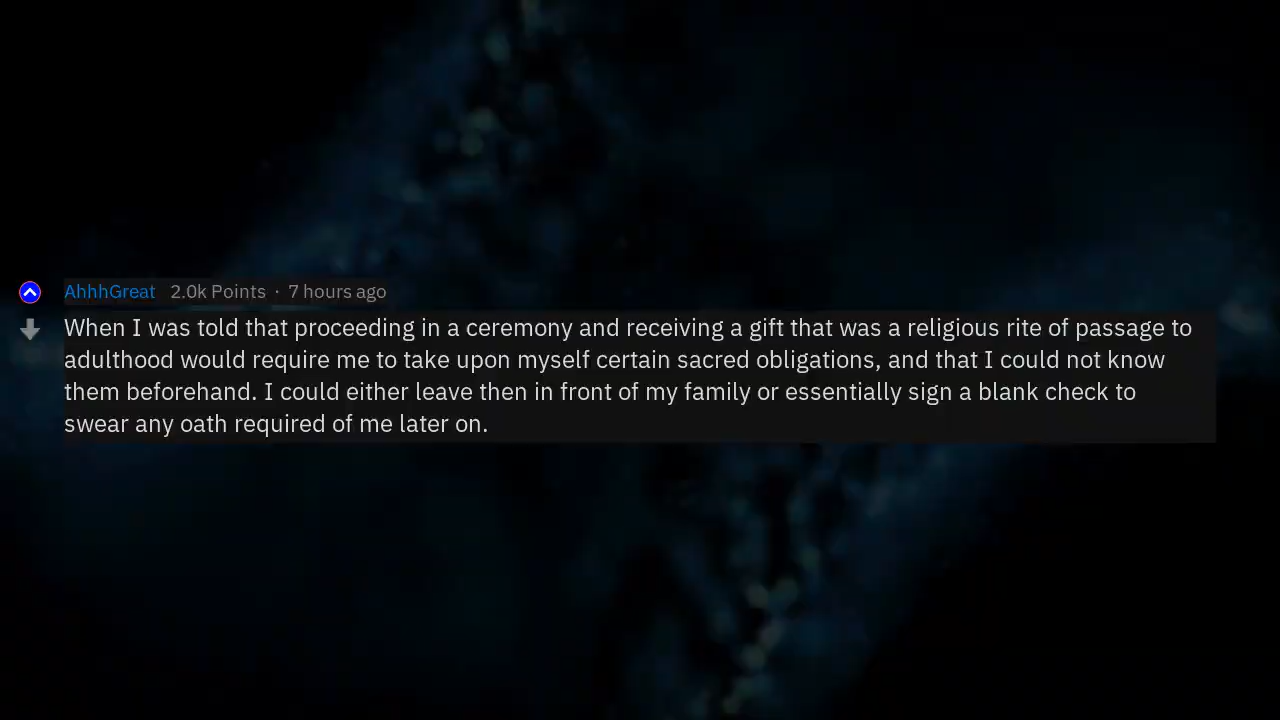 AhhhGreat 2.0k Points · 7 hours ago
When I was told that proceeding in a ceremony and receiving a gift that was a religious rite of passage to
adulthood would require me to take upon myself certain sacred obligations, and that I could not know
them beforehand. I could either leave then in front of my family or essentially sign a blank check to
swear any oath required of me later on.